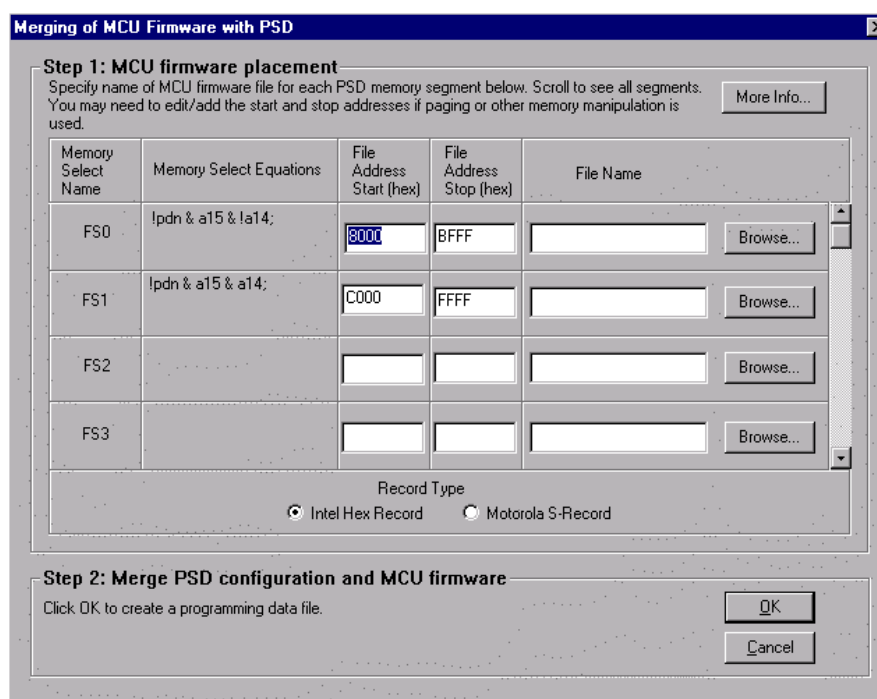 Merging of MCU Firmware with PSD
Step 1: MCU firmware placement
Specify name of MCU firmware file for each PSD memory segment below. Scroll to see all segments.
You may need to edit/add the start and stop addresses if paging or other memory manipulation is
used.
More Info...
Memory
Select
Name
Memory Select Equations
File
Address
Start (hex)
File
Address
Stop (hex)
File Name
FS0
!pdn & a15 & !a14;
8000
BFFF
Browse...
FS1
!pdn & a15 & a14;
C000
FFFF
Browse...
FS2
Browse...
FS3
Browse...
Record Type
Intel Hex Record
Motorola S-Record
Step 2: Merge PSD configuration and MCU firmware
Click OK to create a programming data file.
OK
Cancel